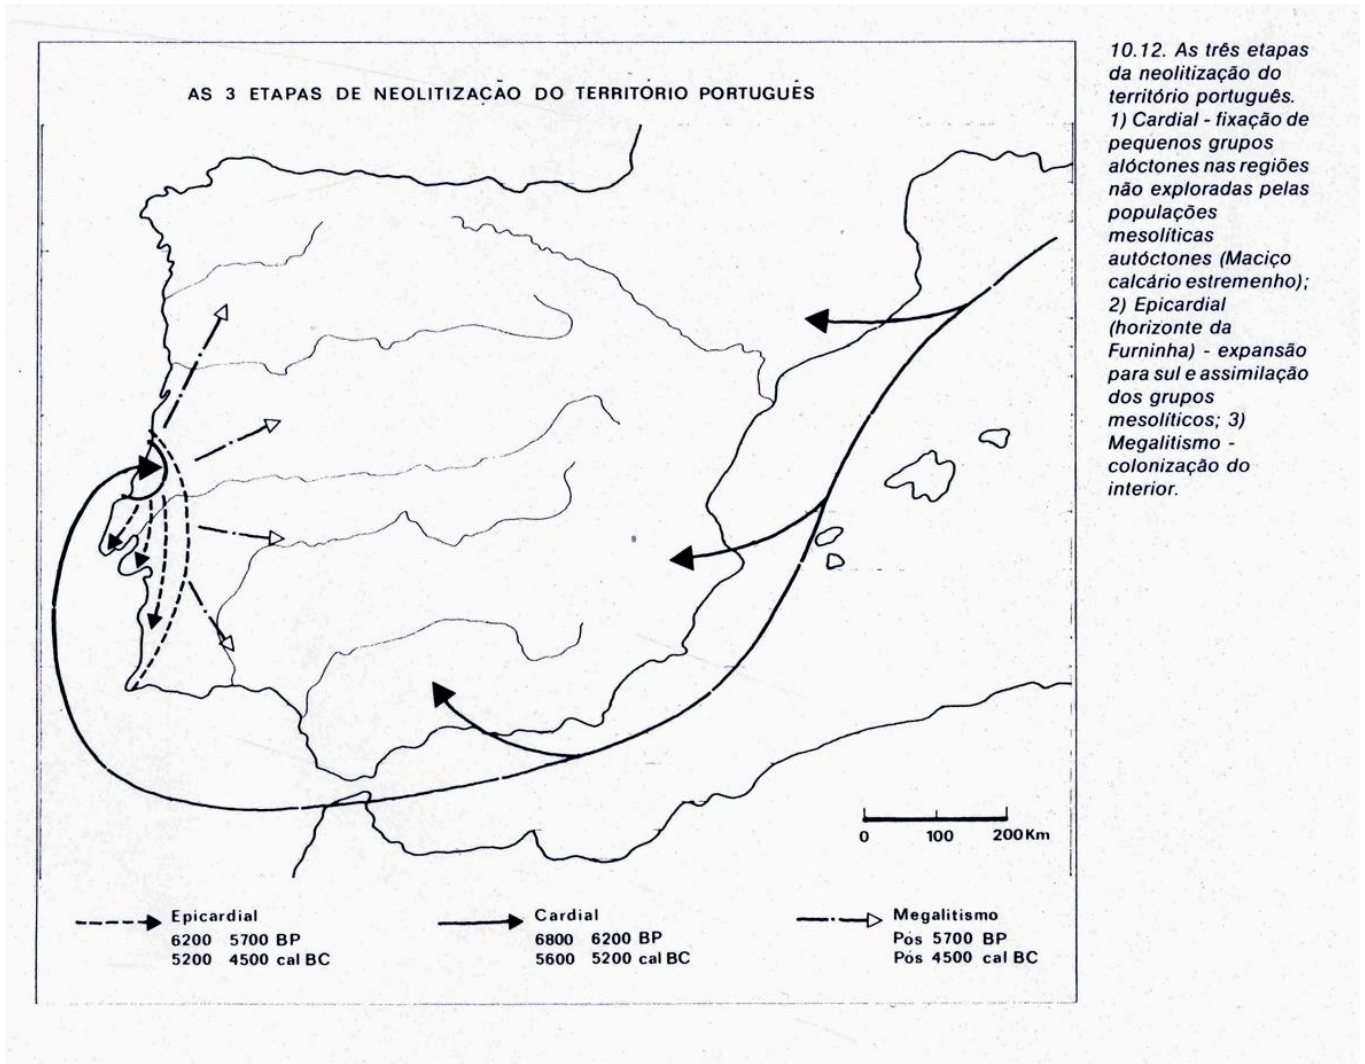 AS 3 ETAPAS DE NEOLITIZAÇÃO DO TERRITÓRIO PORTUGUÊS
10.12. As três etapas
da neolitização do
território português.
1) Cardial - fixação de
pequenos grupos
alóctones nas regiões
não exploradas pelas
populações
mesolíticas
autóctones (Maciço
calcário estremenho);
2) Epicardial
(horizonte da
Furninha) - expansão
para sul e assimilação
dos grupos
mesolíticos; 3)
Megalitismo -
colonização do
interior.
0 100 200Km
Epicardial
6200 5700 BP
5200 4500 cal BC
Cardial
6800 6200 BP
5600 5200 cal BC
Megalitismo
Pós 5700 BP
Pós 4500 cal BC